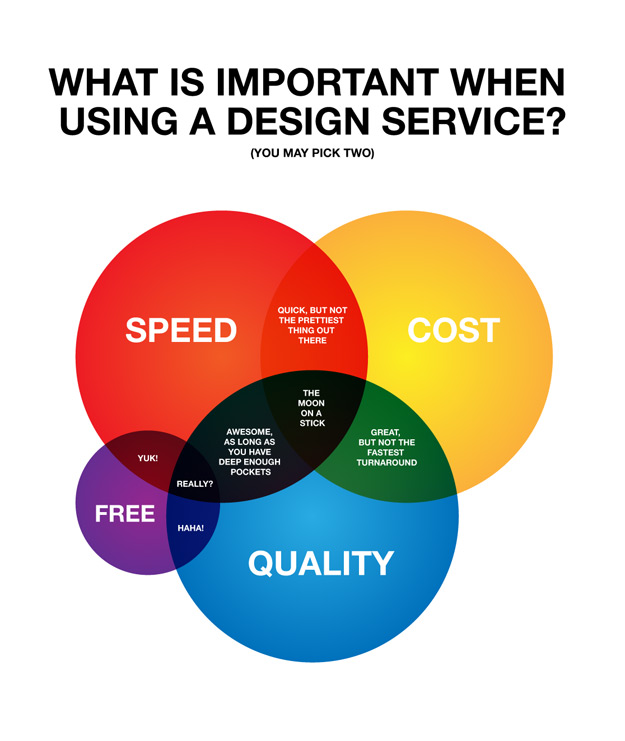 WHAT IS IMPORTANT WHEN
USING A DESIGN SERVICE?
(YOU MAY PICK TWO)
SPEED
QUICK, BUT NOT
THE PRETTIEST
THING OUT
THERE
COST
THE
MOON
ON A
STICK
AWESOME,
AS LONG AS
YOU HAVE
DEEP ENOUGH
POCKETS
GREAT,
BUT NOT THE
FASTEST
TURNAROUND
YUK!
REALLY?
FREE
HAHA!
QUALITY